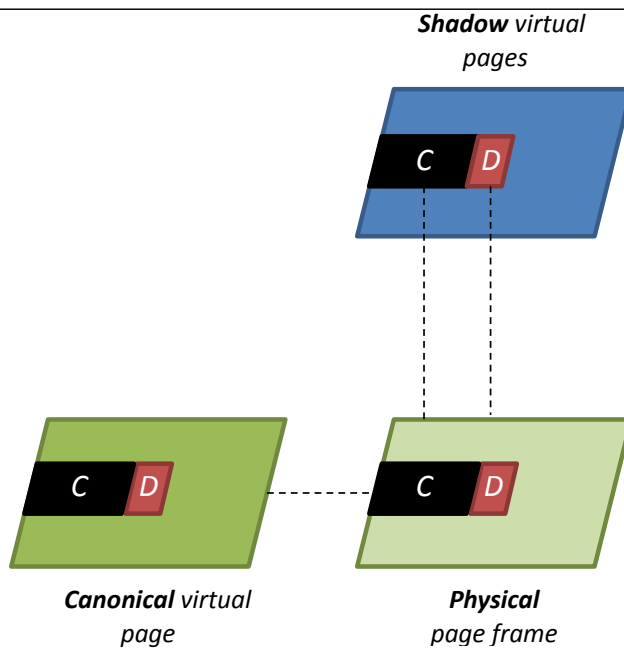 Shadow virtual
pages
C D
C D
C D
Canonical virtual
page
Physical
page frame